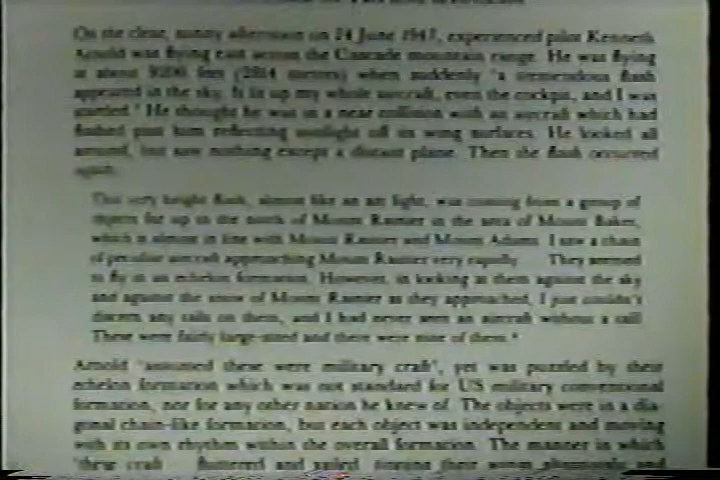 On the clear, sunny afternoon on 24 June 1947, experienced pilot Kenneth
Arnold was flying east across the Cascade mountain range. He was flying
at about 9200 feet (2804 metres) when suddenly 'a tremendous flash
appeared in the sky. It lit up my whole aircraft, even the cockpit, and I was
startled.' He thought he was in a near collision with an aircraft which had
flashed past him reflecting sunlight off its wing surfaces. He looked all
around, but saw nothing except a distant plane. Then the flash occurred
again.
This very bright flash, almost like an arc light, was coming from a group of
objects far up to the north of Mount Rainier in the area of Mount Baker,
which is almost in line with Mount Rainier and Mount Adams. I saw a chain
of peculiar aircraft approaching Mount Rainier very rapidly They seemed
to fly in an echelon formation. However, in looking at them against the sky
and against the snow of Mount Rainier as they approached, I just couldn't
discern any tails on them, and I had never seen an aircraft without a tail!
These were fairly large-sized and there were nine of them.
Arnold 'assumed these were military craft', yet was puzzled by their
echelon formation which was not standard for US military conventional
formation, nor for any other nation he knew of. The objects were in a dia-
gonal chain-like formation, but each object was independent and moving
with its own rhythm within the overall formation. The manner in which
'these craft fluttered and sailed, tipping their wings alternately and